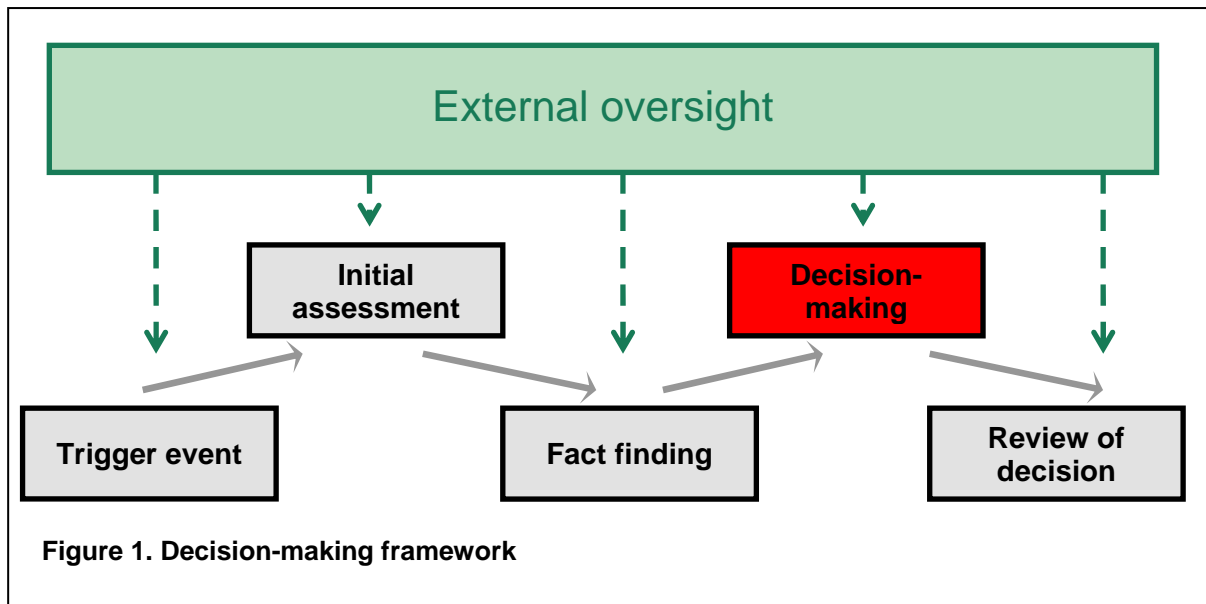 External oversight
Initial
assessment
Decision-
making
Trigger event
Fact finding
Review of
decision
Figure 1. Decision-making framework